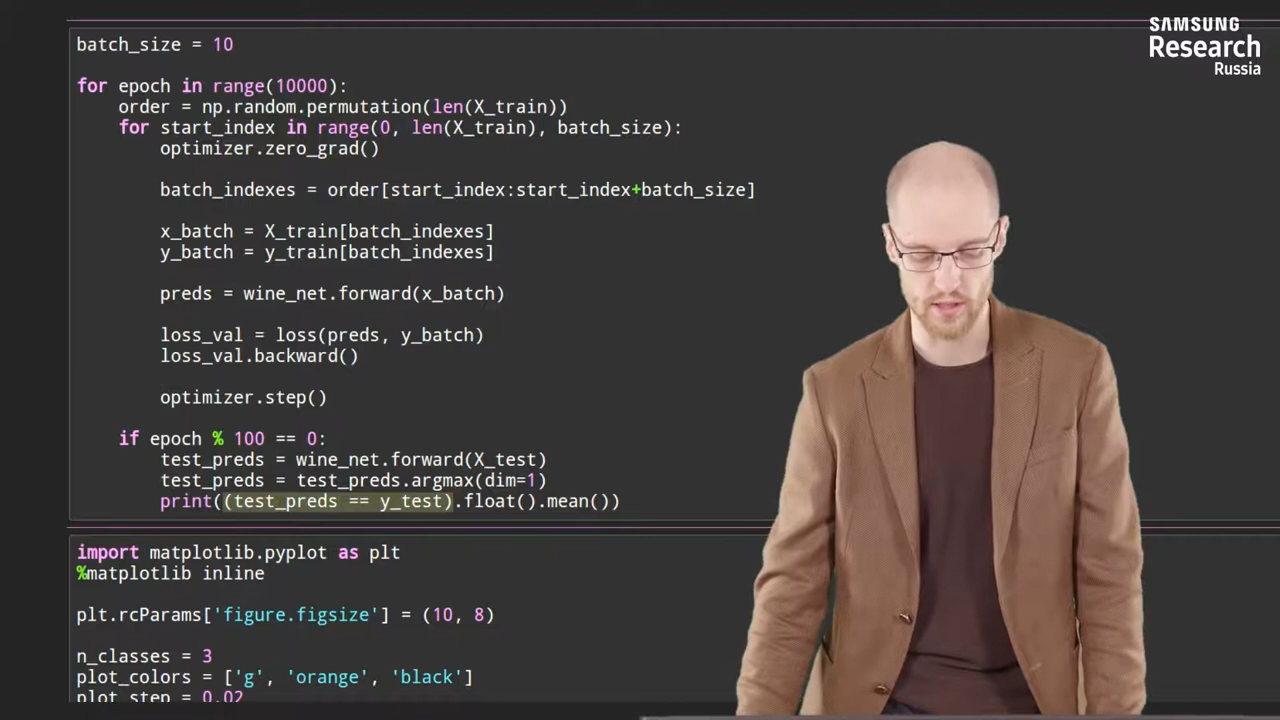 SAMSUNG
Research
Russia
batch_size = 10
for epoch in range(10000):
order = np.random.permutation(len(X_train))
for start_index in range(0, len(X_train), batch_size):
optimizer.zero_grad()
batch_indexes = order[start_index:start_index+batch_size]
x_batch = X_train[batch_indexes]
y_batch = y_train[batch_indexes]
preds = wine_net.forward(x_batch)
loss_val = loss(preds, y_batch)
loss_val.backward()
optimizer.step()
if epoch % 100 == 0:
test_preds = wine_net.forward(X_test)
test_preds = test_preds.argmax(dim=1)
print((test_preds == y_test).float().mean())
import matplotlib.pyplot as plt
%matplotlib inline
plt.rcParams['figure.figsize'] = (10, 8)
n_classes = 3
plot_colors = ['g', 'orange', 'black']
plot_step = 0.02